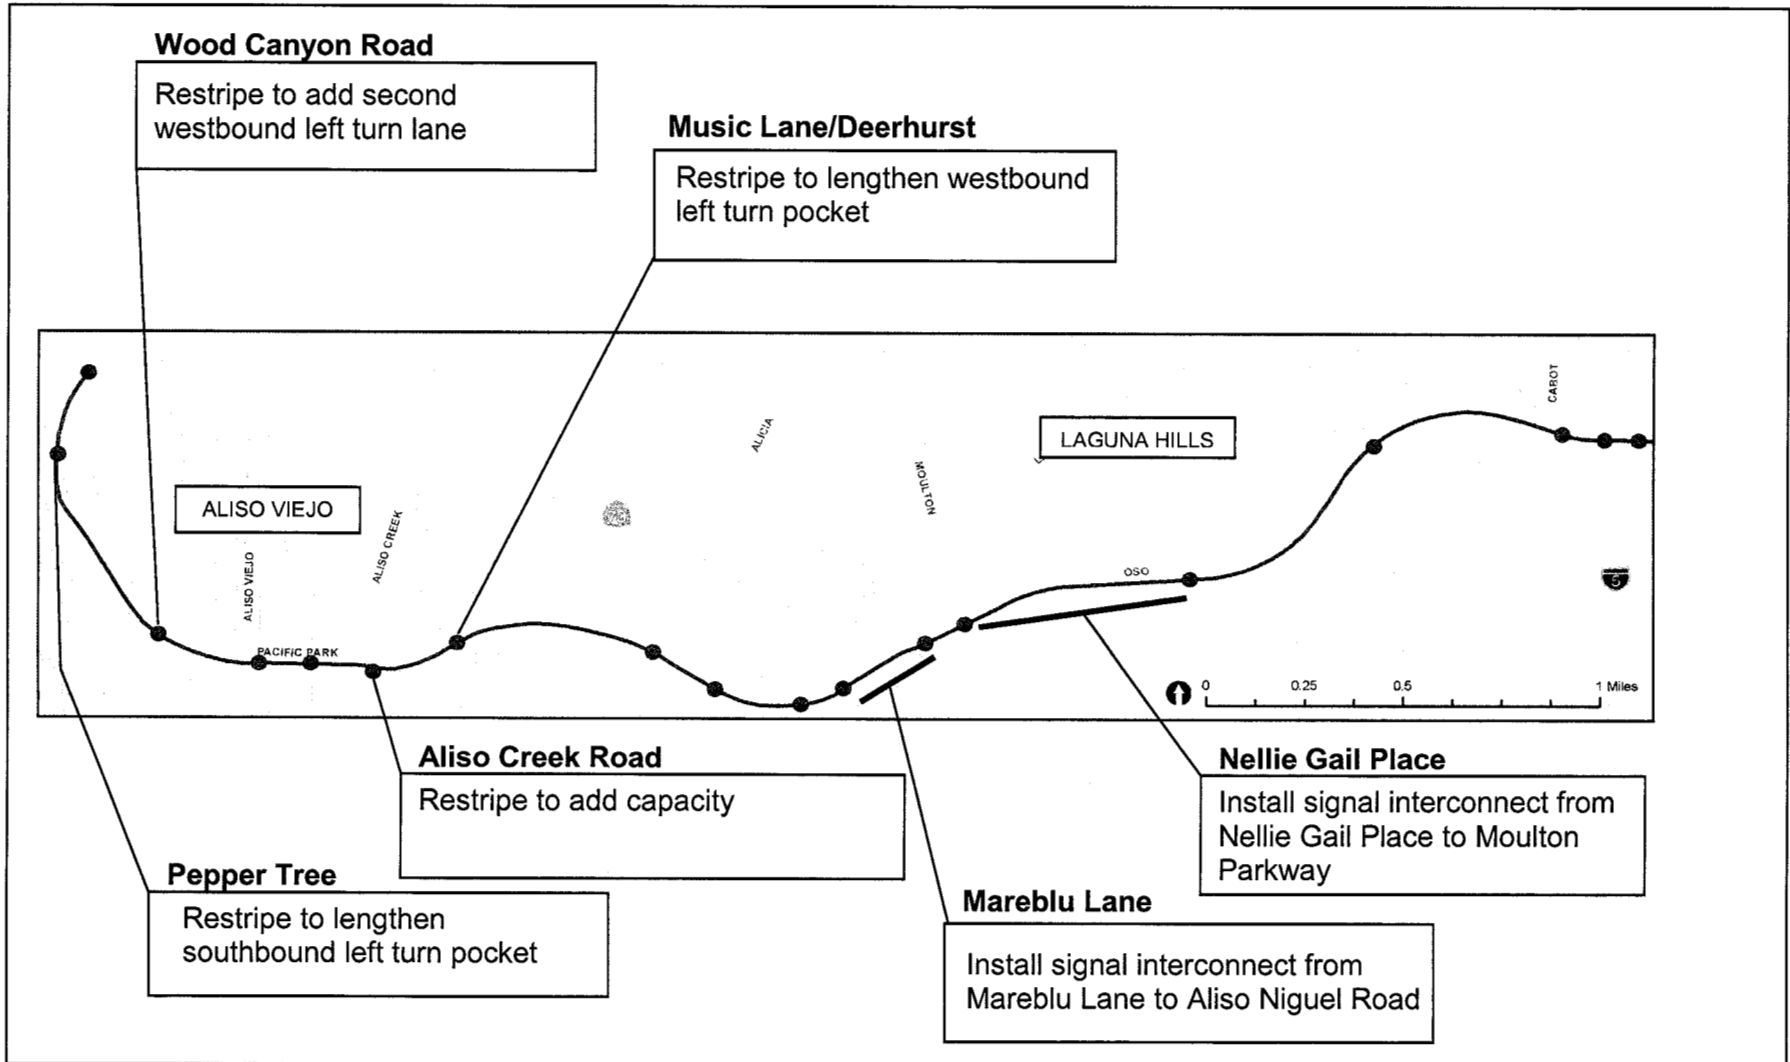 Wood Canyon Road
Restripe to add second
westbound left turn lane
Music Lane/Deerhurst
Restripe to lengthen westbound
left turn pocket
CABOT
ALICIA
LAGUNA HILLS
MOULTON
ALISO VIEJO
ALISO CREEK
ALISO VIEJO
OSO
5
PACIFIC PARK
0 0.25 0.5 1 Miles
Aliso Creek Road
Restripe to add capacity
Nellie Gail Place
Install signal interconnect from
Nellie Gail Place to Moulton
Parkway
Pepper Tree
Restripe to lengthen
southbound left turn pocket
Mareblu Lane
Install signal interconnect from
Mareblu Lane to Aliso Niguel Road